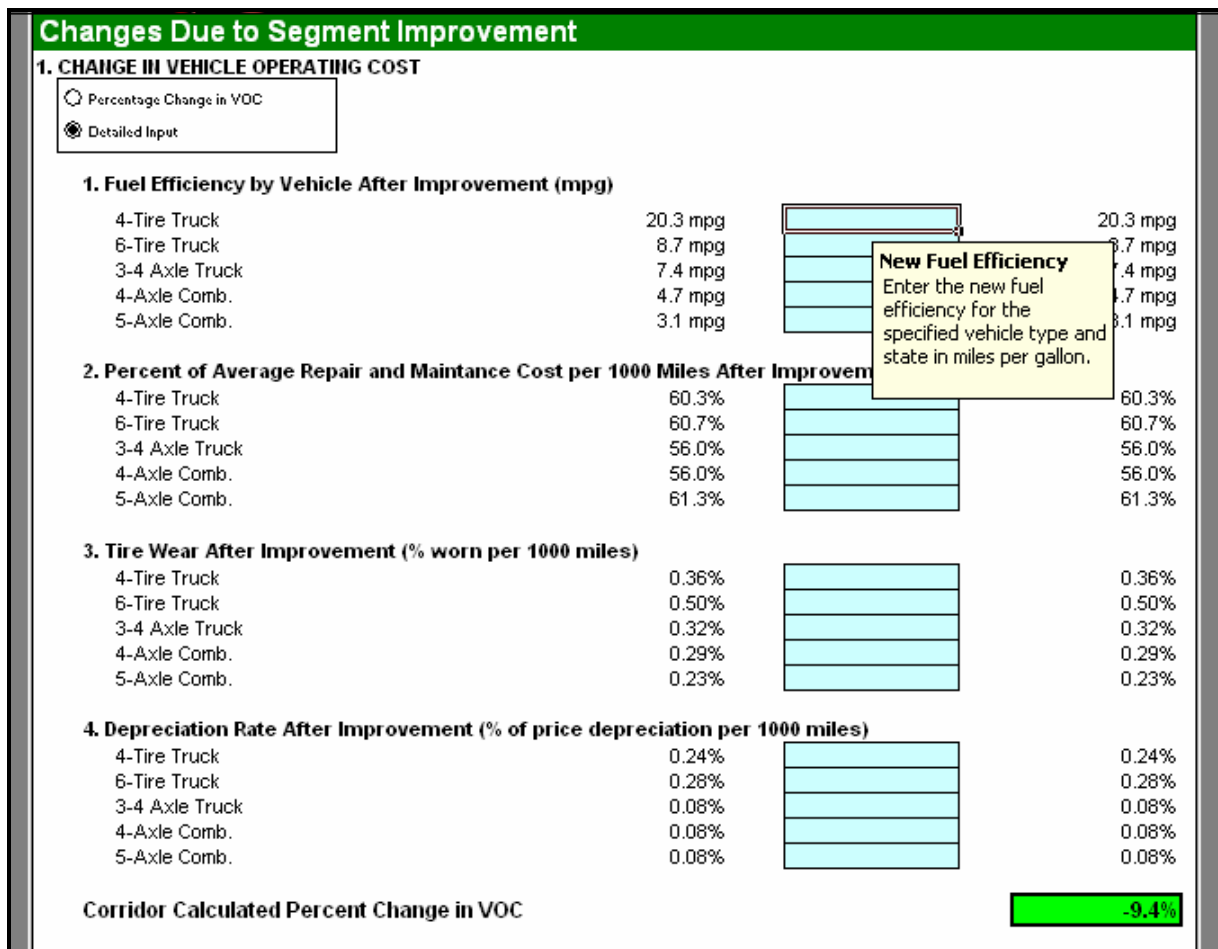 Changes Due to Segment Improvement
1. CHANGE IN VEHICLE OPERATING COST
Percentage Change in VOC
Detailed Input
1. Fuel Efficiency by Vehicle After Improvement (mpg)
4-Tire Truck 20.3 mpg 20.3 mpg
6-Tire Truck 8.7 mpg 8.7 mpg
3-4 Axle Truck 7.4 mpg .4 mpg
4-Axle Comb. 4.7 mpg .7 mpg
5-Axle Comb. 3.1 mpg 3.1 mpg
New Fuel Efficiency
Enter the new fuel
efficiency for the
specified vehicle type and
state in miles per gallon.
2. Percent of Average Repair and Maintance Cost per 1000 Miles After Improvem
4-Tire Truck 60.3% 60.3%
6-Tire Truck 60.7% 60.7%
3-4 Axle Truck 56.0% 56.0%
4-Axle Comb. 56.0% 56.0%
5-Axle Comb. 61.3% 61.3%
3. Tire Wear After Improvement (% worn per 1000 miles)
4-Tire Truck 0.36% 0.36%
6-Tire Truck 0.50% 0.50%
3-4 Axle Truck 0.32% 0.32%
4-Axle Comb. 0.29% 0.29%
5-Axle Comb. 0.23% 0.23%
4. Depreciation Rate After Improvement (% of price depreciation per 1000 miles)
4-Tire Truck 0.24% 0.24%
6-Tire Truck 0.28% 0.28%
3-4 Axle Truck 0.08% 0.08%
4-Axle Comb. 0.08% 0.08%
5-Axle Comb. 0.08% 0.08%
Corridor Calculated Percent Change in VOC -9.4%